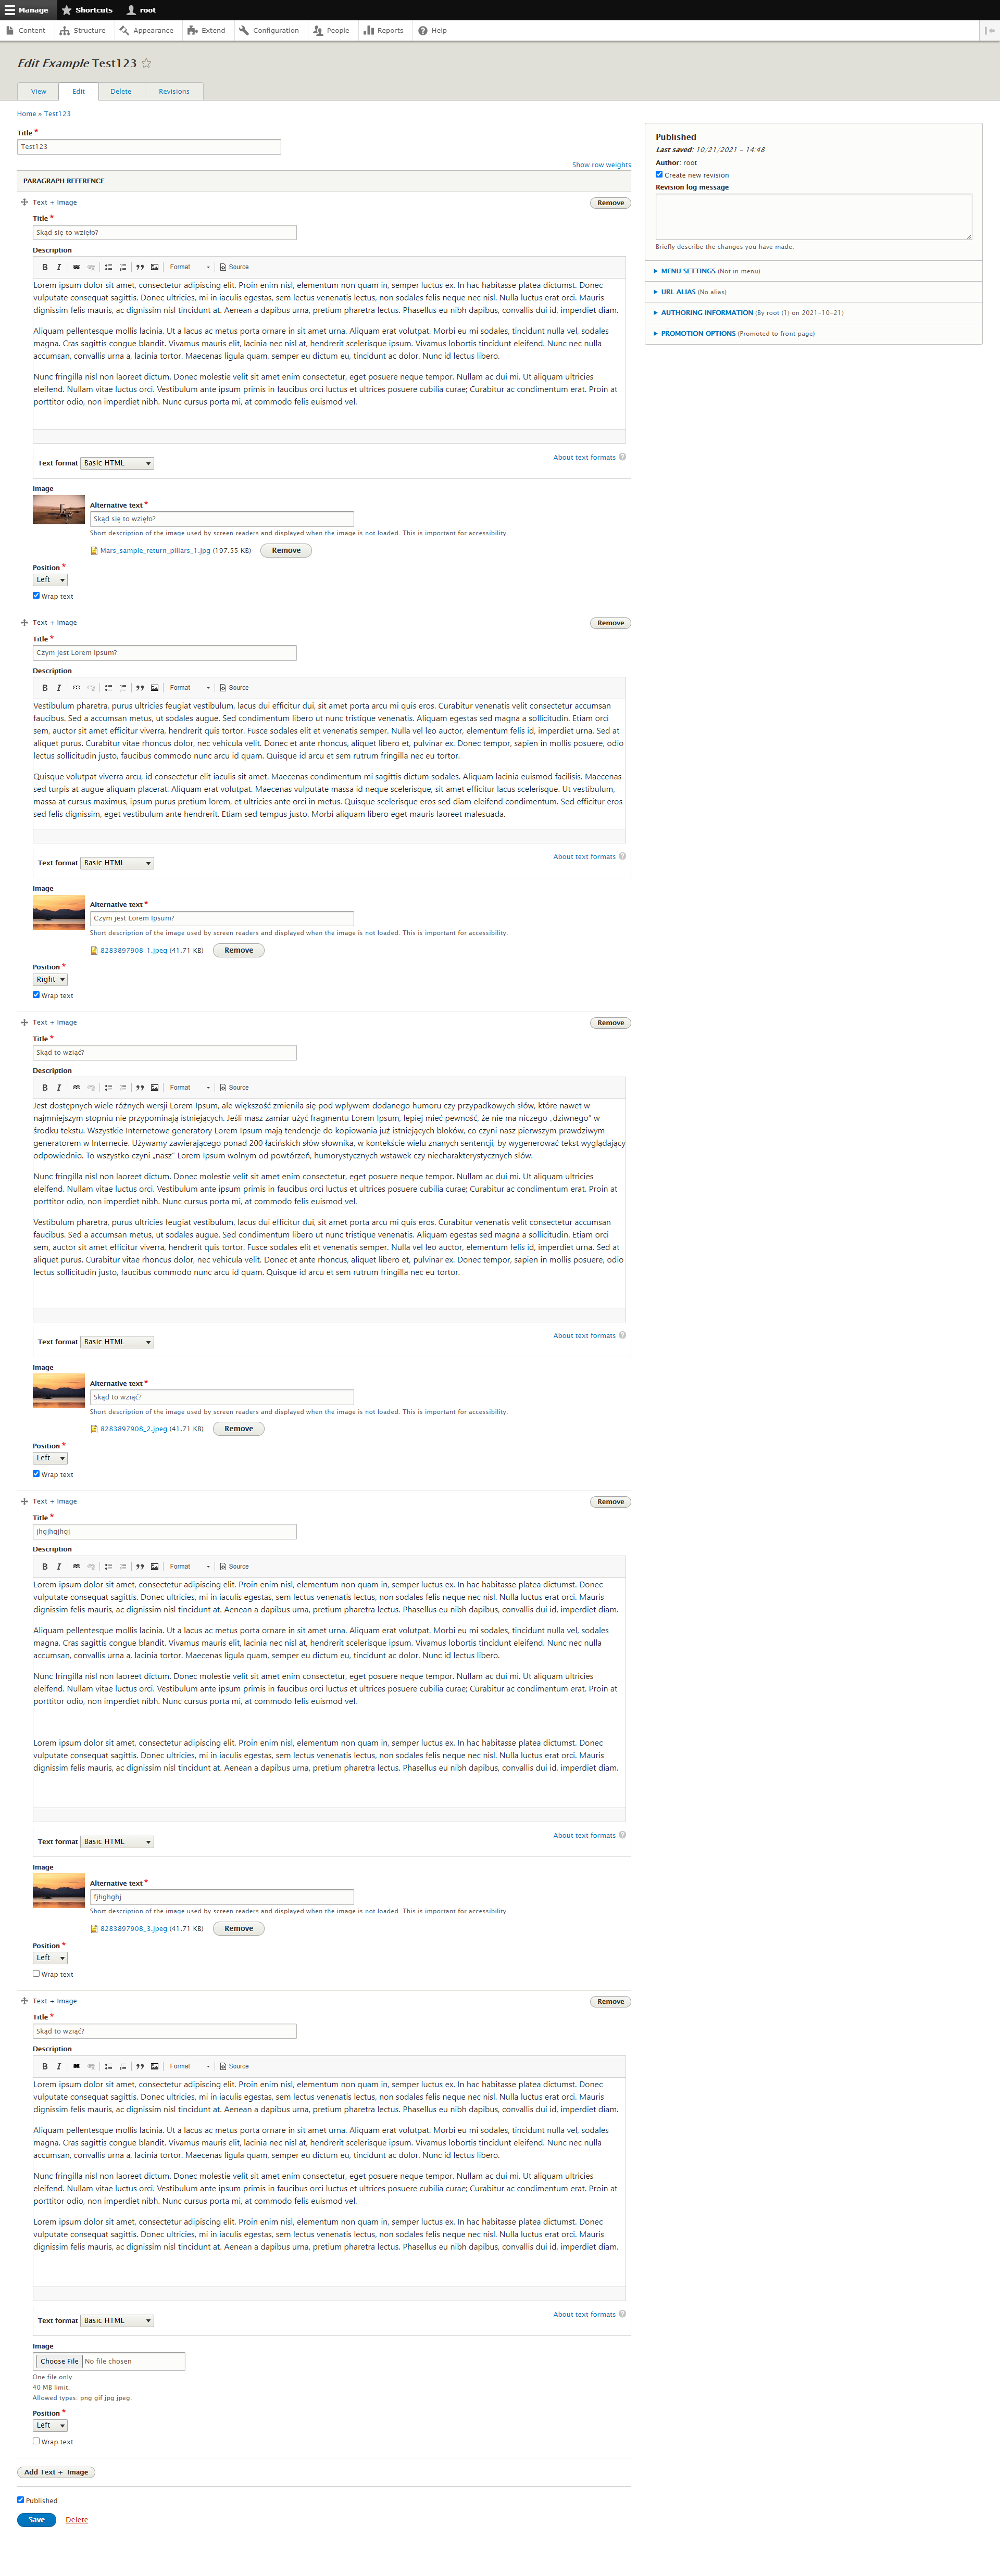 Manage Shortcuts root
Content Structure Appearance Extend Configuration People Reports Help
Edit Example Test123
View Edit Delete Revisions
Home » Test123
Title *
Test123
Show row weights
PARAGRAPH REFERENCE
Text + Image Remove
Title *
Skąd się to wzięło?
Description
B I Format Source
Lorem ipsum dolor sit amet, consectetur adipiscing elit. Proin enim nisl, elementum non quam in, semper luctus ex. In hac habitasse platea dictumst. Donec
vulputate consequat sagittis. Donec ultricies, mi in iaculis egestas, sem lectus venenatis lectus, non sodales felis neque nec nisl. Nulla luctus erat orci. Mauris
dignissim felis mauris, ac dignissim nisl tincidunt at. Aenean a dapibus urna, pretium pharetra lectus. Phasellus eu nibh dapibus, convallis dui id, imperdiet diam.
Aliquam pellentesque mollis lacinia. Ut a lacus ac metus porta ornare in sit amet urna. Aliquam erat volutpat. Morbi eu mi sodales, tincidunt nulla vel, sodales
magna. Cras sagittis congue blandit. Vivamus mauris elit, lacinia nec nisl at, hendrerit scelerisque ipsum. Vivamus lobortis tincidunt eleifend. Nunc nec nulla
accumsan, convallis urna a, lacinia tortor. Maecenas ligula quam, semper eu dictum eu, tincidunt ac dolor. Nunc id lectus libero.
Nunc fringilla nisl non laoreet dictum. Donec molestie velit sit amet enim consectetur, eget posuere neque tempor. Nullam ac dui mi. Ut aliquam ultricies
eleifend. Nullam vitae luctus orci. Vestibulum ante ipsum primis in faucibus orci luctus et ultrices posuere cubilia curae; Curabitur ac condimentum erat. Proin at
porttitor odio, non imperdiet nibh. Nunc cursus porta mi, at commodo felis euismod vel.
Text format Basic HTML About text formats
Image
Alternative text *
Skąd się to wzięło?
Short description of the image used by screen readers and displayed when the image is not loaded. This is important for accessibility.
Mars_sample_return_pillars_1.jpg (197.55 KB) Remove
Position *
Left
Wrap text
Text + Image Remove
Title *
Czym jest Lorem Ipsum?
Description
B I Format Source
Vestibulum pharetra, purus ultricies feugiat vestibulum, lacus dui efficitur dui, sit amet porta arcu mi quis eros. Curabitur venenatis velit consectetur accumsan
faucibus. Sed a accumsan metus, ut sodales augue. Sed condimentum libero ut nunc tristique venenatis. Aliquam egestas sed magna a sollicitudin. Etiam orci
sem, auctor sit amet efficitur viverra, hendrerit quis tortor. Fusce sodales elit et venenatis semper. Nulla vel leo auctor, elementum felis id, imperdiet urna. Sed at
aliquet purus. Curabitur vitae rhoncus dolor, nec vehicula velit. Donec et ante rhoncus, aliquet libero et, pulvinar ex. Donec tempor, sapien in mollis posuere, odio
lectus sollicitudin justo, faucibus commodo nunc arcu id quam. Quisque id arcu et sem rutrum fringilla nec eu tortor.
Quisque volutpat viverra arcu, id consectetur elit iaculis sit amet. Maecenas condimentum mi sagittis dictum sodales. Aliquam lacinia euismod facilisis. Maecenas
sed turpis at augue aliquam placerat. Aliquam erat volutpat. Maecenas vulputate massa id neque scelerisque, sit amet efficitur lacus scelerisque. Ut vestibulum,
massa at cursus maximus, ipsum purus pretium lorem, et ultricies ante orci in metus. Quisque scelerisque eros sed diam eleifend condimentum. Sed efficitur eros
sed felis dignissim, eget vestibulum ante hendrerit. Etiam sed tempus justo. Morbi aliquam libero eget mauris laoreet malesuada.
Text format Basic HTML About text formats
Image
Alternative text *
Czym jest Lorem Ipsum?
Short description of the image used by screen readers and displayed when the image is not loaded. This is important for accessibility.
8283897908_1.jpeg (41.71 KB) Remove
Position *
Right
Wrap text
Text + Image Remove
Title *
Skąd to wziąć?
Description
B I Format Source
Jest dostępnych wiele różnych wersji Lorem Ipsum, ale większość zmieniła się pod wpływem dodanego humoru czy przypadkowych słów, które nawet w
najmniejszym stopniu nie przypominają istniejących. Jeśli masz zamiar użyć fragmentu Lorem Ipsum, lepiej mieć pewność, że nie ma niczego „dziwnego” w
środku tekstu. Wszystkie Internetowe generatory Lorem Ipsum mają tendencje do kopiowania już istniejących bloków, co czyni nasz pierwszym prawdziwym
generatorem w Internecie. Używamy zawierającego ponad 200 łacińskich słów słownika, w kontekście wielu znanych sentencji, by wygenerować tekst wyglądający
odpowiednio. To wszystko czyni „nasz” Lorem Ipsum wolnym od powtórzeń, humorystycznych wstawek czy niecharakterystycznych słów.
Nunc fringilla nisl non laoreet dictum. Donec molestie velit sit amet enim consectetur, eget posuere neque tempor. Nullam ac dui mi. Ut aliquam ultricies
eleifend. Nullam vitae luctus orci. Vestibulum ante ipsum primis in faucibus orci luctus et ultrices posuere cubilia curae; Curabitur ac condimentum erat. Proin at
porttitor odio, non imperdiet nibh. Nunc cursus porta mi, at commodo felis euismod vel.
Vestibulum pharetra, purus ultricies feugiat vestibulum, lacus dui efficitur dui, sit amet porta arcu mi quis eros. Curabitur venenatis velit consectetur accumsan
faucibus. Sed a accumsan metus, ut sodales augue. Sed condimentum libero ut nunc tristique venenatis. Aliquam egestas sed magna a sollicitudin. Etiam orci
sem, auctor sit amet efficitur viverra, hendrerit quis tortor. Fusce sodales elit et venenatis semper. Nulla vel leo auctor, elementum felis id, imperdiet urna. Sed at
aliquet purus. Curabitur vitae rhoncus dolor, nec vehicula velit. Donec et ante rhoncus, aliquet libero et, pulvinar ex. Donec tempor, sapien in mollis posuere, odio
lectus sollicitudin justo, faucibus commodo nunc arcu id quam. Quisque id arcu et sem rutrum fringilla nec eu tortor.
Text format Basic HTML About text formats
Image
Alternative text *
Skąd to wziąć?
Short description of the image used by screen readers and displayed when the image is not loaded. This is important for accessibility.
8283897908_2.jpeg (41.71 KB) Remove
Position *
Left
Wrap text
Text + Image Remove
Title *
jhgjhgjhgj
Description
B I Format Source
Lorem ipsum dolor sit amet, consectetur adipiscing elit. Proin enim nisl, elementum non quam in, semper luctus ex. In hac habitasse platea dictumst. Donec
vulputate consequat sagittis. Donec ultricies, mi in iaculis egestas, sem lectus venenatis lectus, non sodales felis neque nec nisl. Nulla luctus erat orci. Mauris
dignissim felis mauris, ac dignissim nisl tincidunt at. Aenean a dapibus urna, pretium pharetra lectus. Phasellus eu nibh dapibus, convallis dui id, imperdiet diam.
Aliquam pellentesque mollis lacinia. Ut a lacus ac metus porta ornare in sit amet urna. Aliquam erat volutpat. Morbi eu mi sodales, tincidunt nulla vel, sodales
magna. Cras sagittis congue blandit. Vivamus mauris elit, lacinia nec nisl at, hendrerit scelerisque ipsum. Vivamus lobortis tincidunt eleifend. Nunc nec nulla
accumsan, convallis urna a, lacinia tortor. Maecenas ligula quam, semper eu dictum eu, tincidunt ac dolor. Nunc id lectus libero.
Nunc fringilla nisl non laoreet dictum. Donec molestie velit sit amet enim consectetur, eget posuere neque tempor. Nullam ac dui mi. Ut aliquam ultricies
eleifend. Nullam vitae luctus orci. Vestibulum ante ipsum primis in faucibus orci luctus et ultrices posuere cubilia curae; Curabitur ac condimentum erat. Proin at
porttitor odio, non imperdiet nibh. Nunc cursus porta mi, at commodo felis euismod vel.
Lorem ipsum dolor sit amet, consectetur adipiscing elit. Proin enim nisl, elementum non quam in, semper luctus ex. In hac habitasse platea dictumst. Donec
vulputate consequat sagittis. Donec ultricies, mi in iaculis egestas, sem lectus venenatis lectus, non sodales felis neque nec nisl. Nulla luctus erat orci. Mauris
dignissim felis mauris, ac dignissim nisl tincidunt at. Aenean a dapibus urna, pretium pharetra lectus. Phasellus eu nibh dapibus, convallis dui id, imperdiet diam.
Text format Basic HTML About text formats
Image
Alternative text *
fjhghghj
Short description of the image used by screen readers and displayed when the image is not loaded. This is important for accessibility.
8283897908_3.jpeg (41.71 KB) Remove
Position *
Left
Wrap text
Text + Image Remove
Title *
Skąd to wziąć?
Description
B I Format Source
Lorem ipsum dolor sit amet, consectetur adipiscing elit. Proin enim nisl, elementum non quam in, semper luctus ex. In hac habitasse platea dictumst. Donec
vulputate consequat sagittis. Donec ultricies, mi in iaculis egestas, sem lectus venenatis lectus, non sodales felis neque nec nisl. Nulla luctus erat orci. Mauris
dignissim felis mauris, ac dignissim nisl tincidunt at. Aenean a dapibus urna, pretium pharetra lectus. Phasellus eu nibh dapibus, convallis dui id, imperdiet diam.
Aliquam pellentesque mollis lacinia. Ut a lacus ac metus porta ornare in sit amet urna. Aliquam erat volutpat. Morbi eu mi sodales, tincidunt nulla vel, sodales
magna. Cras sagittis congue blandit. Vivamus mauris elit, lacinia nec nisl at, hendrerit scelerisque ipsum. Vivamus lobortis tincidunt eleifend. Nunc nec nulla
accumsan, convallis urna a, lacinia tortor. Maecenas ligula quam, semper eu dictum eu, tincidunt ac dolor. Nunc id lectus libero.
Nunc fringilla nisl non laoreet dictum. Donec molestie velit sit amet enim consectetur, eget posuere neque tempor. Nullam ac dui mi. Ut aliquam ultricies
eleifend. Nullam vitae luctus orci. Vestibulum ante ipsum primis in faucibus orci luctus et ultrices posuere cubilia curae; Curabitur ac condimentum erat. Proin at
porttitor odio, non imperdiet nibh. Nunc cursus porta mi, at commodo felis euismod vel.
Lorem ipsum dolor sit amet, consectetur adipiscing elit. Proin enim nisl, elementum non quam in, semper luctus ex. In hac habitasse platea dictumst. Donec
vulputate consequat sagittis. Donec ultricies, mi in iaculis egestas, sem lectus venenatis lectus, non sodales felis neque nec nisl. Nulla luctus erat orci. Mauris
dignissim felis mauris, ac dignissim nisl tincidunt at. Aenean a dapibus urna, pretium pharetra lectus. Phasellus eu nibh dapibus, convallis dui id, imperdiet diam.
Text format Basic HTML About text formats
Image
Choose File No file chosen
One file only.
40 MB limit.
Allowed types: png gif jpg jpeg.
Position *
Left
Wrap text
Add Text + Image
Published
Save Delete
Published
Last saved: 10/21/2021 - 14:48
Author: root
Create new revision
Revision log message
Briefly describe the changes you have made.
MENU SETTINGS (Not in menu)
URL ALIAS (No alias)
AUTHORING INFORMATION (By root (1) on 2021-10-21)
PROMOTION OPTIONS (Promoted to front page)